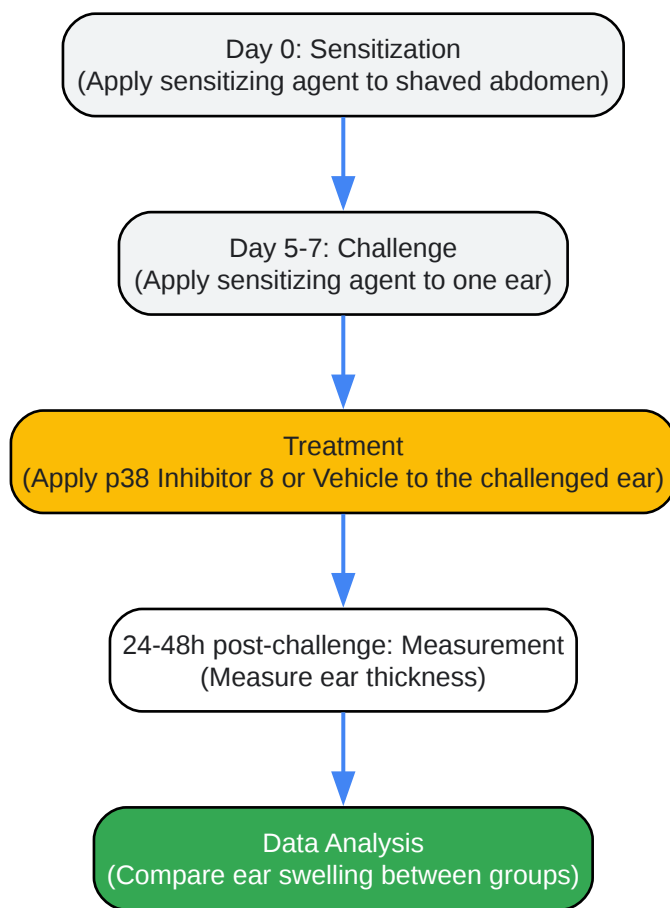 Day 0: Sensitization
(Apply sensitizing agent to shaved abdomen)
Day 5-7: Challenge
(Apply sensitizing agent to one ear)
Treatment
(Apply p38 Inhibitor 8 or Vehicle to the challenged ear)
24-48h post-challenge: Measurement
(Measure ear thickness)
Data Analysis
(Compare ear swelling between groups)